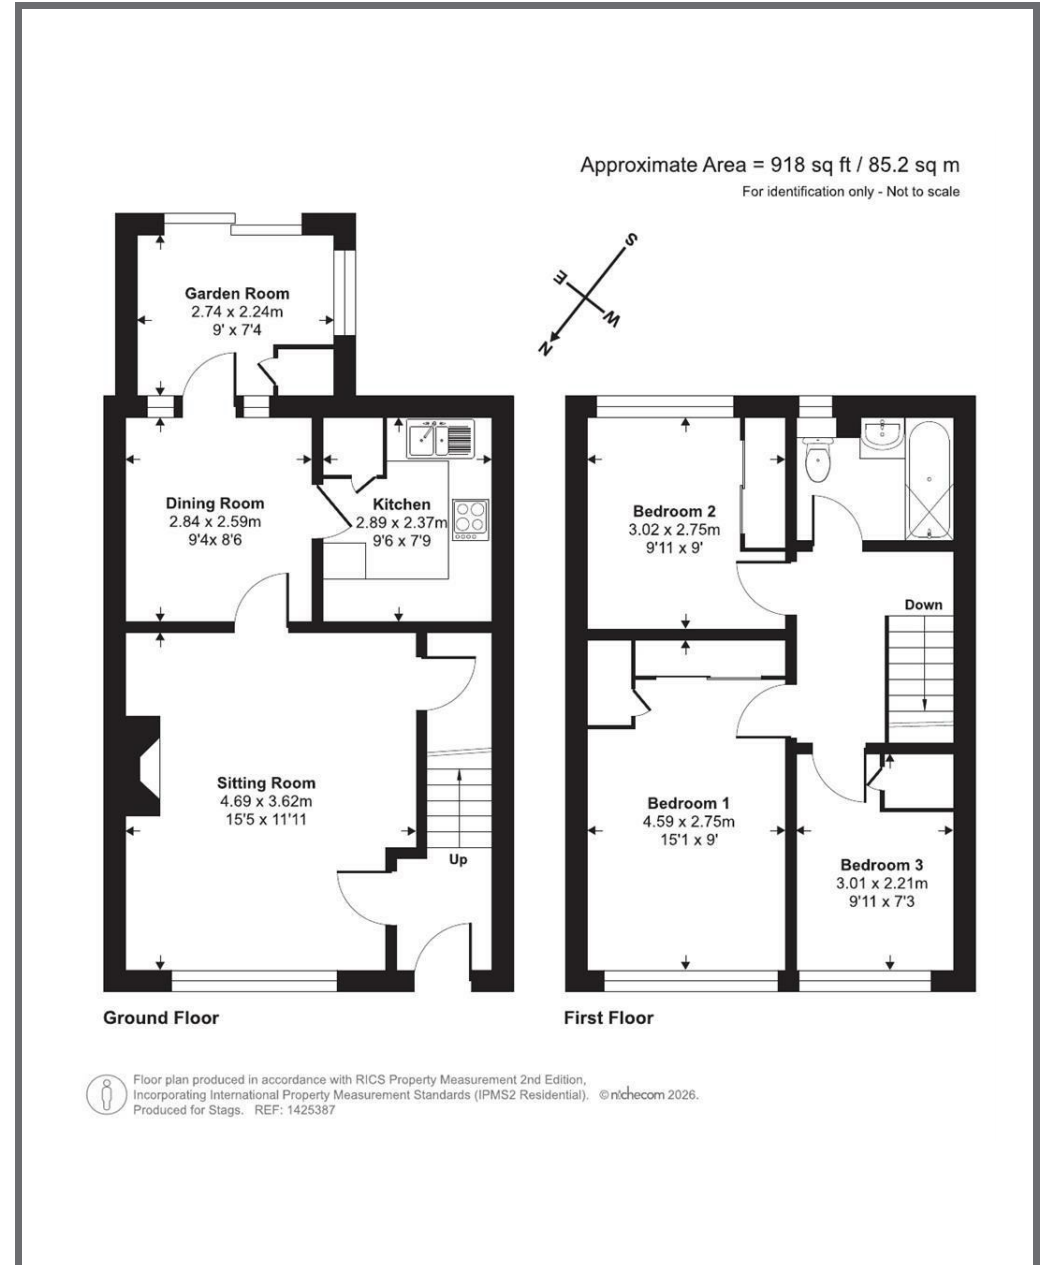 Approximate Area = 918 sq ft / 85.2 sq m
For identification only - Not to scale
S
E
W
N
Garden Room
2.74 x 2.24m
9' x 7'4
Dining Room
2.84 x 2.59m
9'4x 8'6
Kitchen
2.89 x 2.37m
9'6 x 7'9
Sitting Room
4.69 x 3.62m
15'5 x 11'11
Up
Ground Floor
Bedroom 2
3.02 x 2.75m
9'11 x 9'
Down
Bedroom 1
4.59 x 2.75m
15'1 x 9'
Bedroom 3
3.01 x 2.21m
9'11 x 7'3
First Floor
Floor plan produced in accordance with RICS Property Measurement 2nd Edition,
Incorporating International Property Measurement Standards (IPMS2 Residential). © nichecom 2026.
Produced for Stags. REF: 1425387